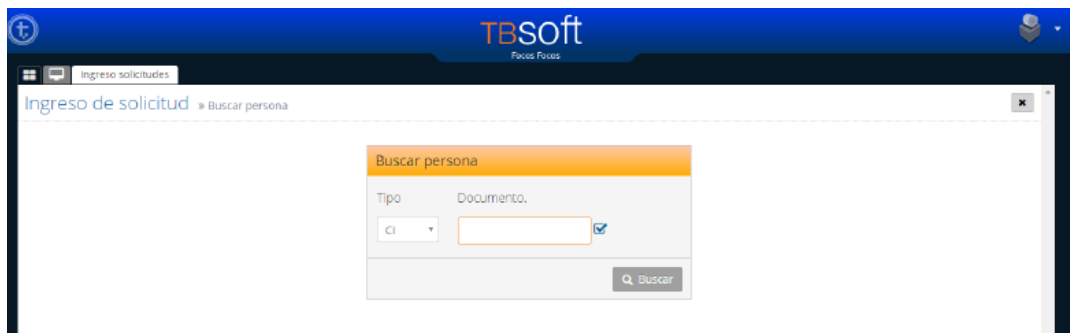 TBSOft
Focos Focos
Ingreso solicitudes
Ingreso de solicitud » Buscar persona
Buscar persona
Tipo Documento.
CI
Buscar